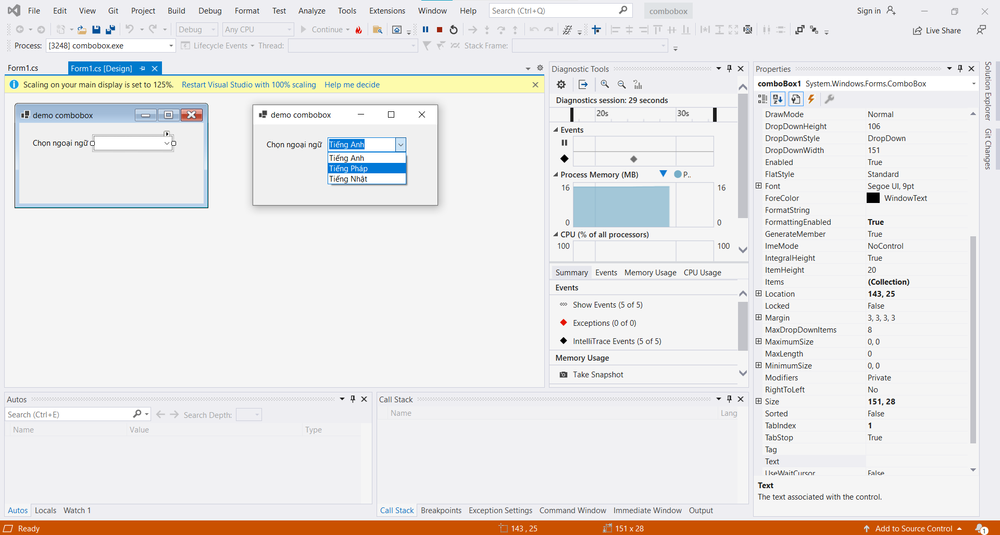 File Edit View Git Project Build Debug Format Test Analyze Tools Extensions Window Help Search (Ctrl+Q) combobox Sign in
Debug Any CPU Continue Live Share
Process: [3248] combobox.exe Lifecycle Events Thread: Stack Frame:
Form1.cs Form1.cs [Design]
Scaling on your main display is set to 125%. Restart Visual Studio with 100% scaling Help me decide
demo combobox
Chọn ngoại ngữ
demo combobox
Chọn ngoại ngữ Tiếng Anh
Tiếng Anh
Tiếng Pháp
Tiếng Nhật
Diagnostic Tools
Diagnostics session: 29 seconds
20s 30s
Events
Process Memory (MB) P..
16 16
0 0
CPU (% of all processors)
100 100
Summary Events Memory Usage CPU Usage
Events
Show Events (5 of 5)
Exceptions (0 of 0)
IntelliTrace Events (5 of 5)
Memory Usage
Take Snapshot
Properties
comboBox1 System.Windows.Forms.ComboBox
DrawMode Normal
DropDownHeight 106
DropDownStyle DropDown
DropDownWidth 151
Enabled True
FlatStyle Standard
Font Segoe UI, 9pt
ForeColor WindowText
FormatString
FormattingEnabled True
GenerateMember True
ImeMode NoControl
IntegralHeight True
ItemHeight 20
Items (Collection)
Location 143, 25
Locked False
Margin 3, 3, 3, 3
MaxDropDownItems 8
MaximumSize 0, 0
MaxLength 0
MinimumSize 0, 0
Modifiers Private
RightToLeft No
Size 151, 28
Sorted False
TabIndex 1
TabStop True
Tag
Text
UseWaitCursor False
Text
The text associated with the control.
Solution Explorer
Git Changes
Autos
Search (Ctrl+E) Search Depth:
Name Value Type
Autos Locals Watch 1
Call Stack
Name Lang
Call Stack Breakpoints Exception Settings Command Window Immediate Window Output
Ready 143 , 25 151 x 28 Add to Source Control 1